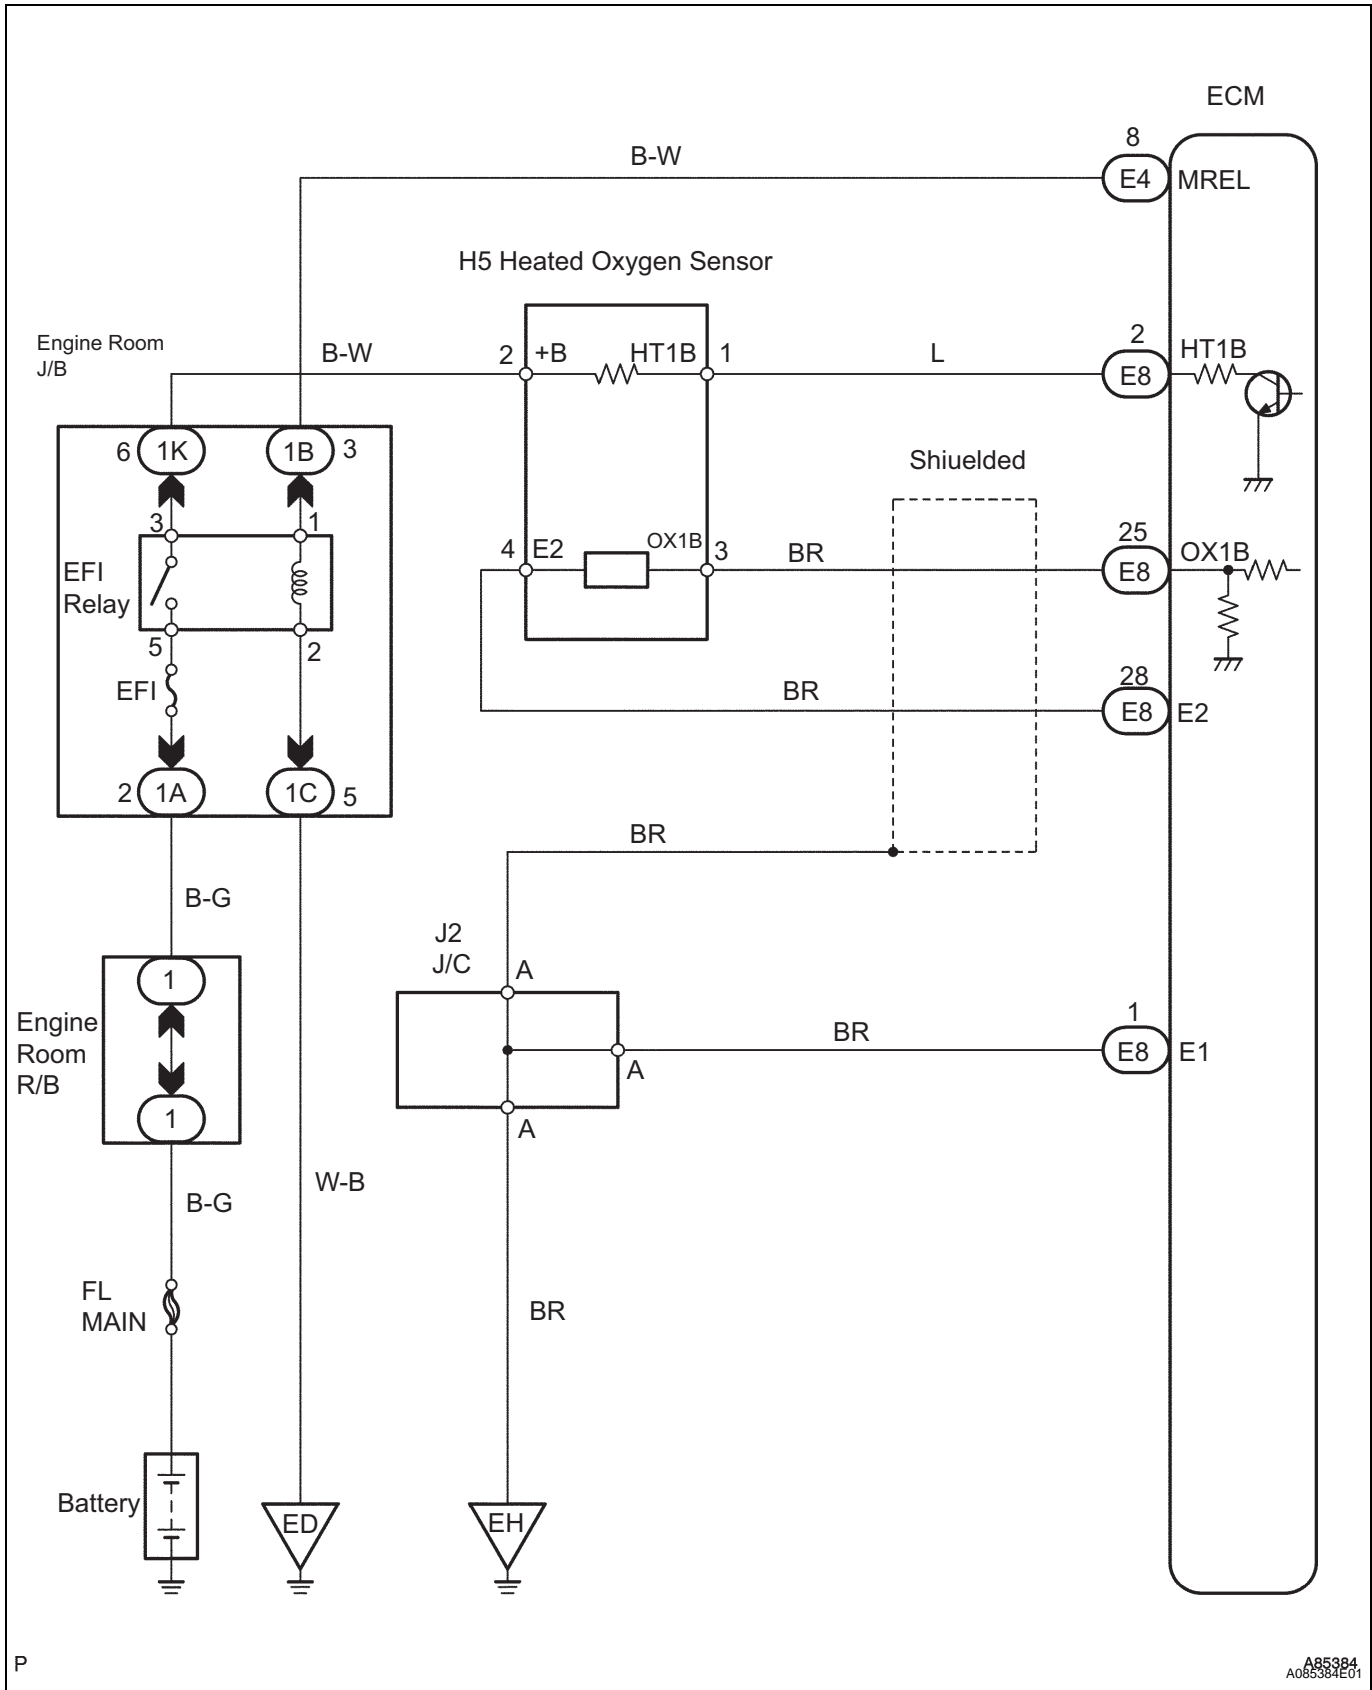 ECM
8
B-W
E4
MREL
H5 Heated Oxygen Sensor
Engine Room
J/B
B-W
2
+B
HT1B
1
L
2
E8
HT1B
6
1K
1B
3
Shiuelded
3
1
EFI
Relay
4
E2
OX1B
3
BR
25
E8
OX1B
5
2
EFI
BR
28
E8
E2
2
1A
1C
5
BR
B-G
J2
J/C
A
1
Engine
Room
R/B
A
BR
1
E8
E1
1
A
W-B
B-G
FL
MAIN
BR
Battery
ED
EH
P
A85384
A085384E01